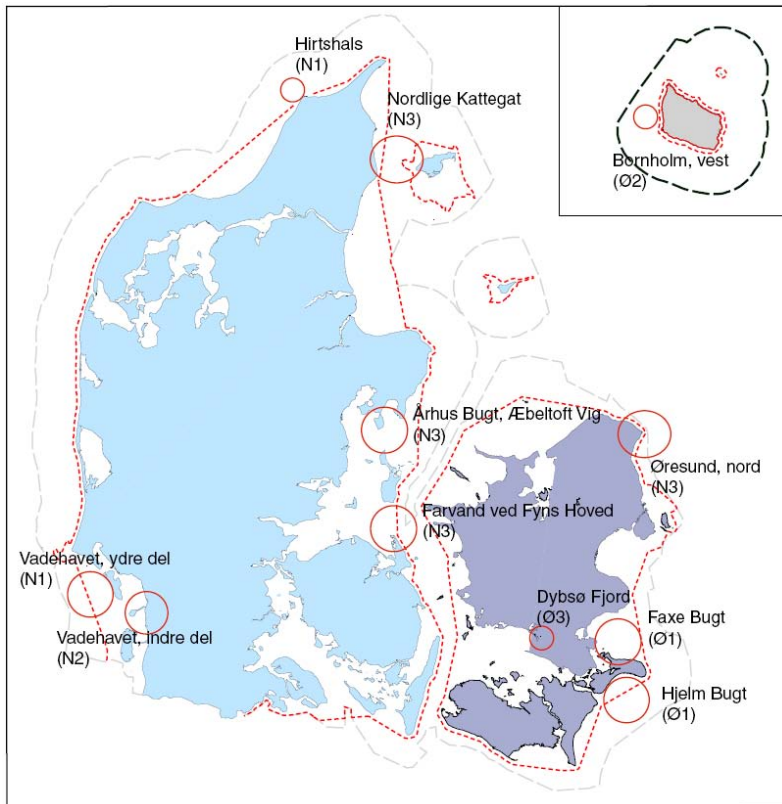 Hirtshals
(N1)
Nordlige Kattegat
(N3)
Bornholm, vest
(Ø2)
Århus Bugt, Æbeltoft Vig
(N3)
Øresund, nord
(N3)
Farvand ved Fyns Hoved
(N3)
Vadehavet, ydre del
(N1)
Vadehavet, indre del
(N2)
Dybsø Fjord
(Ø3)
Faxe Bugt
(Ø1)
Hjelm Bugt
(Ø1)